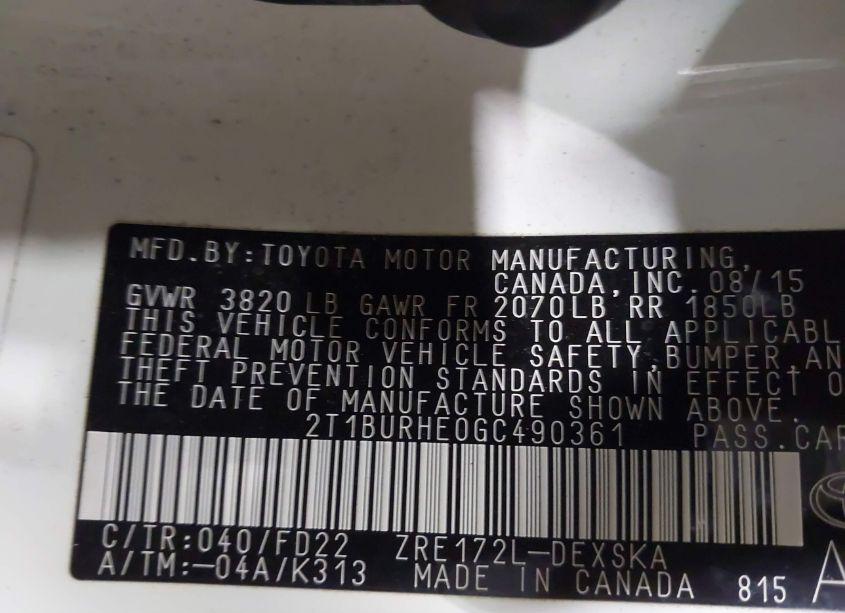 MFD.BY:TOYOTA MOTOR MANUFACTURING,
CANADA,INC. 08/15
GVWR 3820 LB GAWR FR 2070LB RR 1850LB
THIS VEHICLE CONFORMS TO ALL APPLICABL
FEDERAL MOTOR VEHICLE SAFETY,BUMPER,AN
THEFT PREVENTION STANDARDS IN EFFECT O
THE DATE OF MANUFACTURE SHOWN ABOVE.
2T1BURHE0GC490361 PASS.CAR
C/TR:040/FD22 ZRE172L-DEXSKA
A/TM:-04A/K313 MADE IN CANADA 815 A